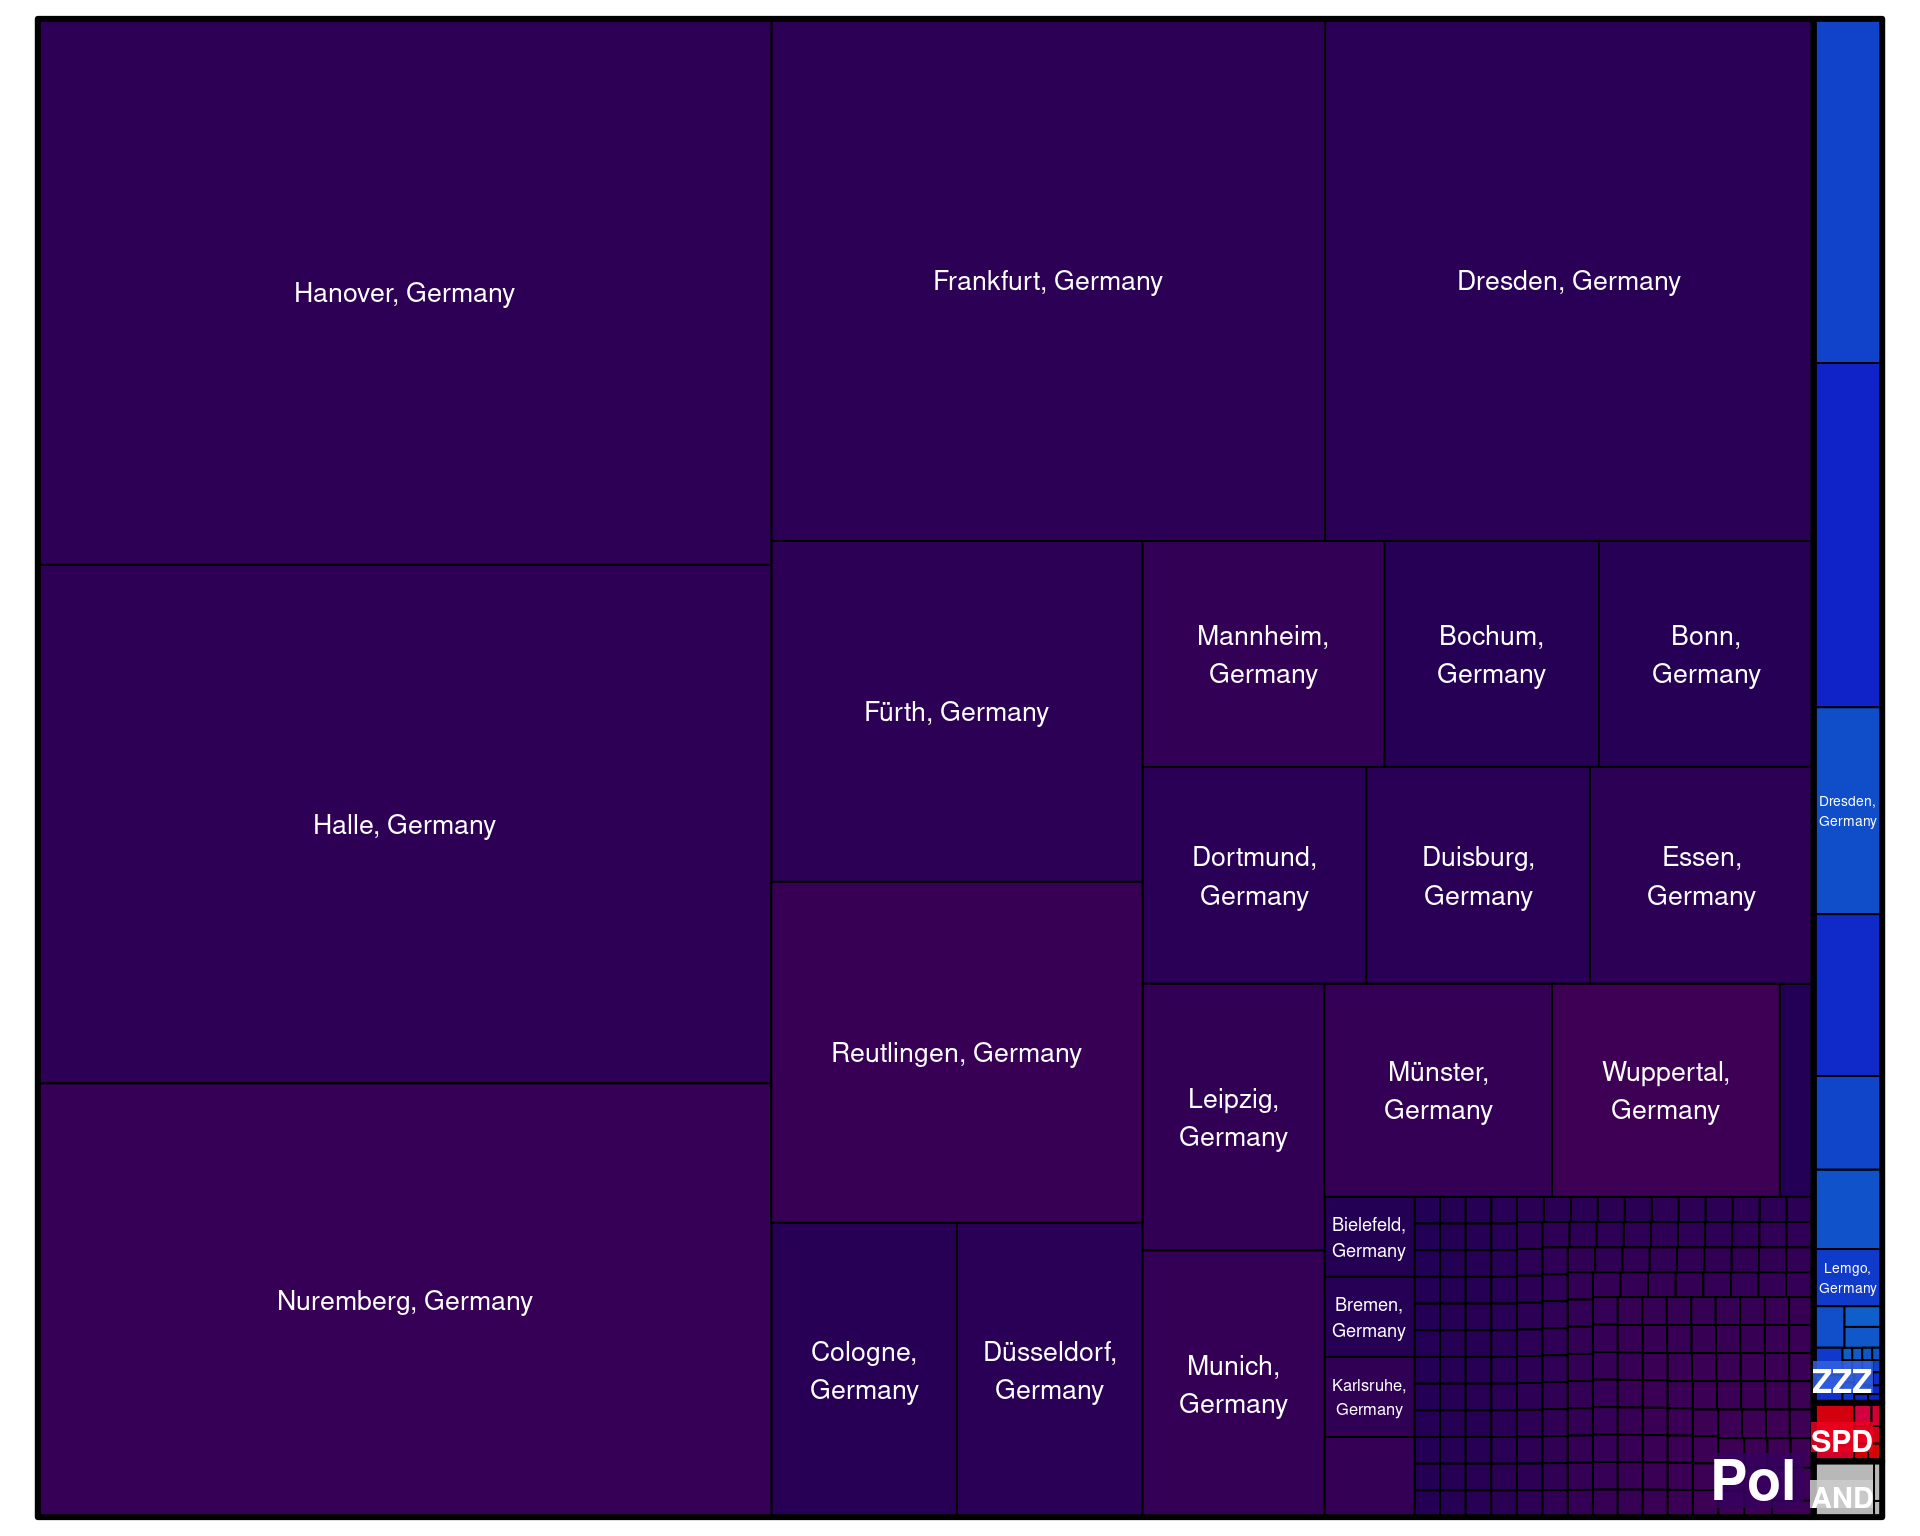 Hanover, Germany
Frankfurt, Germany
Dresden, Germany
Halle, Germany
Nuremberg, Germany
Fürth, Germany
Mannheim,
Germany
Bochum,
Germany
Bonn,
Germany
Dortmund,
Germany
Duisburg,
Germany
Essen,
Germany
Reutlingen, Germany
Leipzig,
Germany
Münster,
Germany
Wuppertal,
Germany
Cologne,
Germany
Düsseldorf,
Germany
Munich,
Germany
Bielefeld,
Germany
Bremen,
Germany
Karlsruhe,
Germany
Pol
Dresden,
Germany
Lemgo,
Germany
ZZZ
SPD
AND